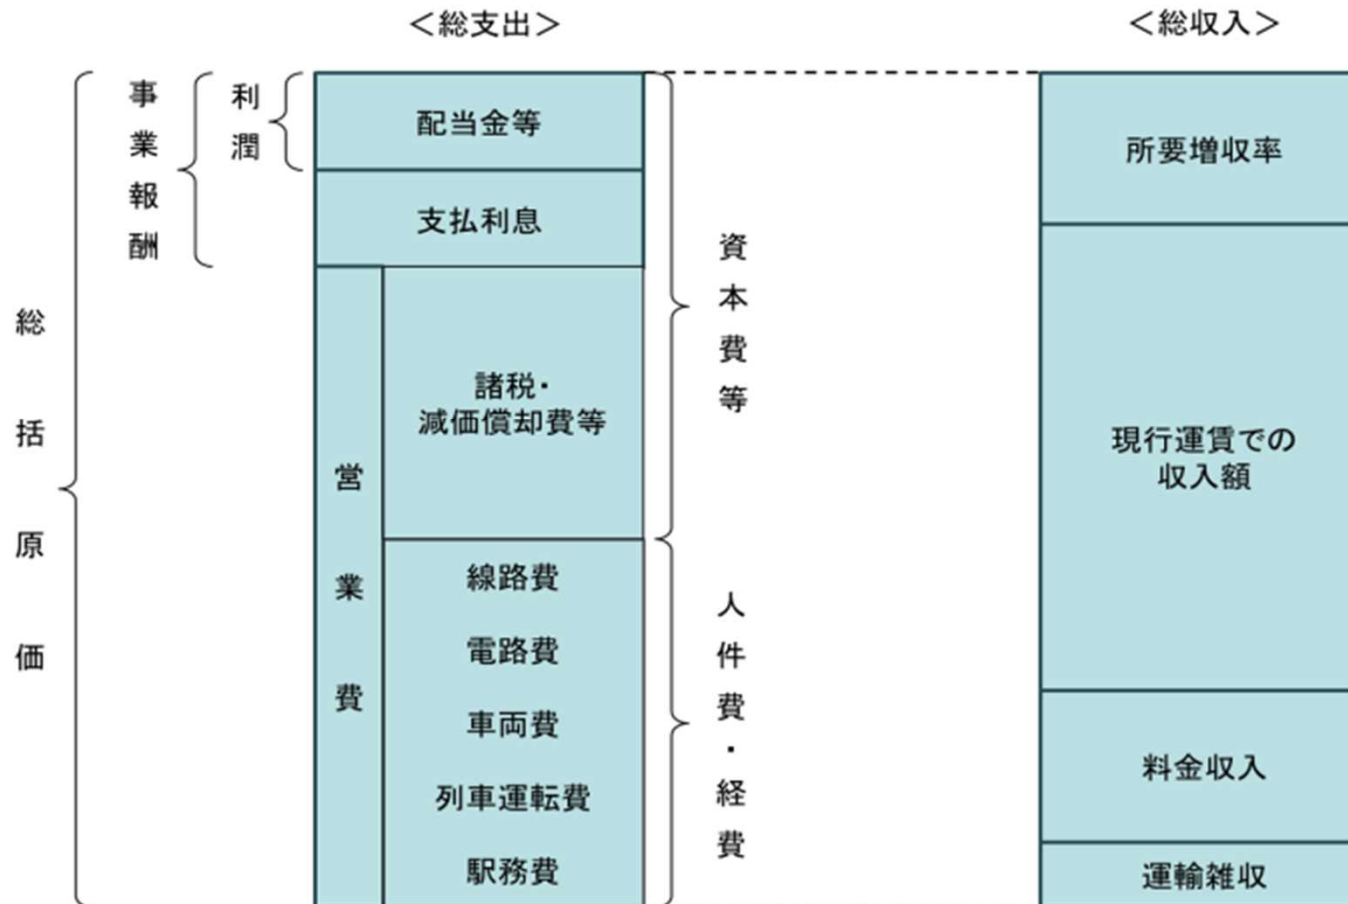 ＜総支出＞
＜総収入＞
総括原価
事業報酬
利潤
配当金等
支払利息
営業費
諸税・
減価償却費等
線路費
電路費
車両費
列車運転費
駅務費
資本費等
人件費・経費
所要増収率
現行運賃での
収入額
料金収入
運輸雑収